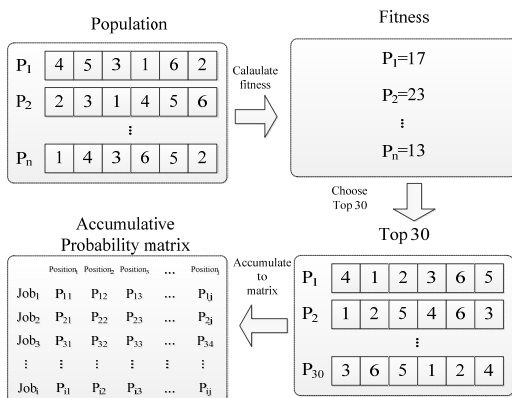 Population
P1 4 5 3 1 6 2
P2 2 3 1 4 5 6
⋮
Pn 1 4 3 6 5 2
Calaulate
fitness
Fitness
P1=17
P2=23
⋮
Pn=13
Choose
Top 30
Top 30
P1 4 1 2 3 6 5
P2 1 2 5 4 6 3
⋮
P30 3 6 5 1 2 4
Accumulate
to
matrix
Accumulative
Probability matrix
Position1 Position2 Position3 ... Positionj
Job1 P11 P12 P13 ... P1j
Job2 P21 P22 P23 ... P2j
Job3 P31 P32 P33 ... P34
⋮ ⋮ ⋮ ⋮ ⋮
Jobi Pi1 Pi2 Pi3 ... Pij